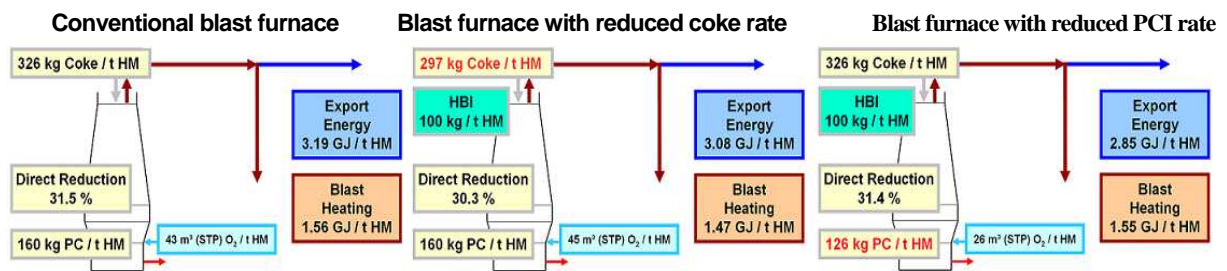 Conventional blast furnace
326 kg Coke / t HM
Export
Energy
3.19 GJ / t HM
Direct Reduction
31.5 %
Blast
Heating
1.56 GJ / t HM
160 kg PC / t HM
43 m³ (STP) O₂ / t HM
Blast furnace with reduced coke rate
297 kg Coke / t HM
HBI
100 kg / t HM
Export
Energy
3.08 GJ / t HM
Direct Reduction
30.3 %
Blast
Heating
1.47 GJ / t HM
160 kg PC / t HM
45 m³ (STP) O₂ / t HM
Blast furnace with reduced PCI rate
326 kg Coke / t HM
HBI
100 kg / t HM
Export
Energy
2.85 GJ / t HM
Direct Reduction
31.4 %
Blast
Heating
1.55 GJ / t HM
126 kg PC / t HM
26 m³ (STP) O₂ / t HM